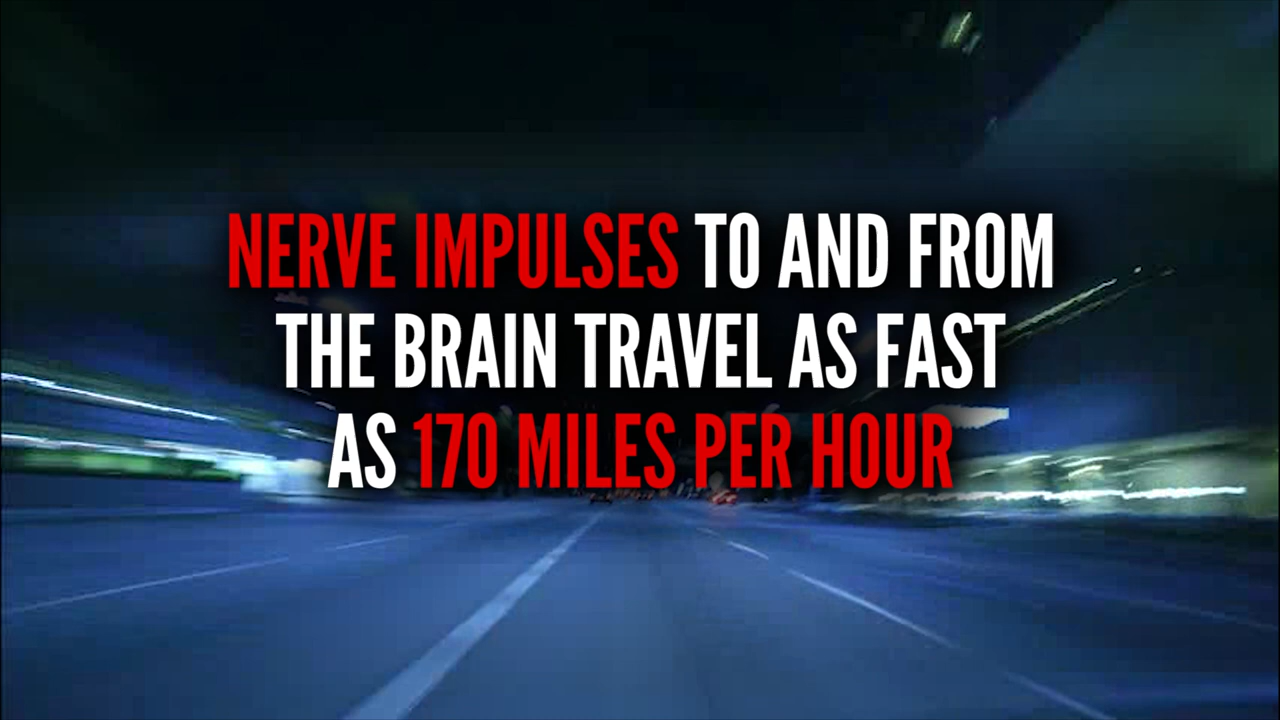 NERVE IMPULSES TO AND FROM
THE BRAIN TRAVEL AS FAST
AS 170 MILES PER HOUR